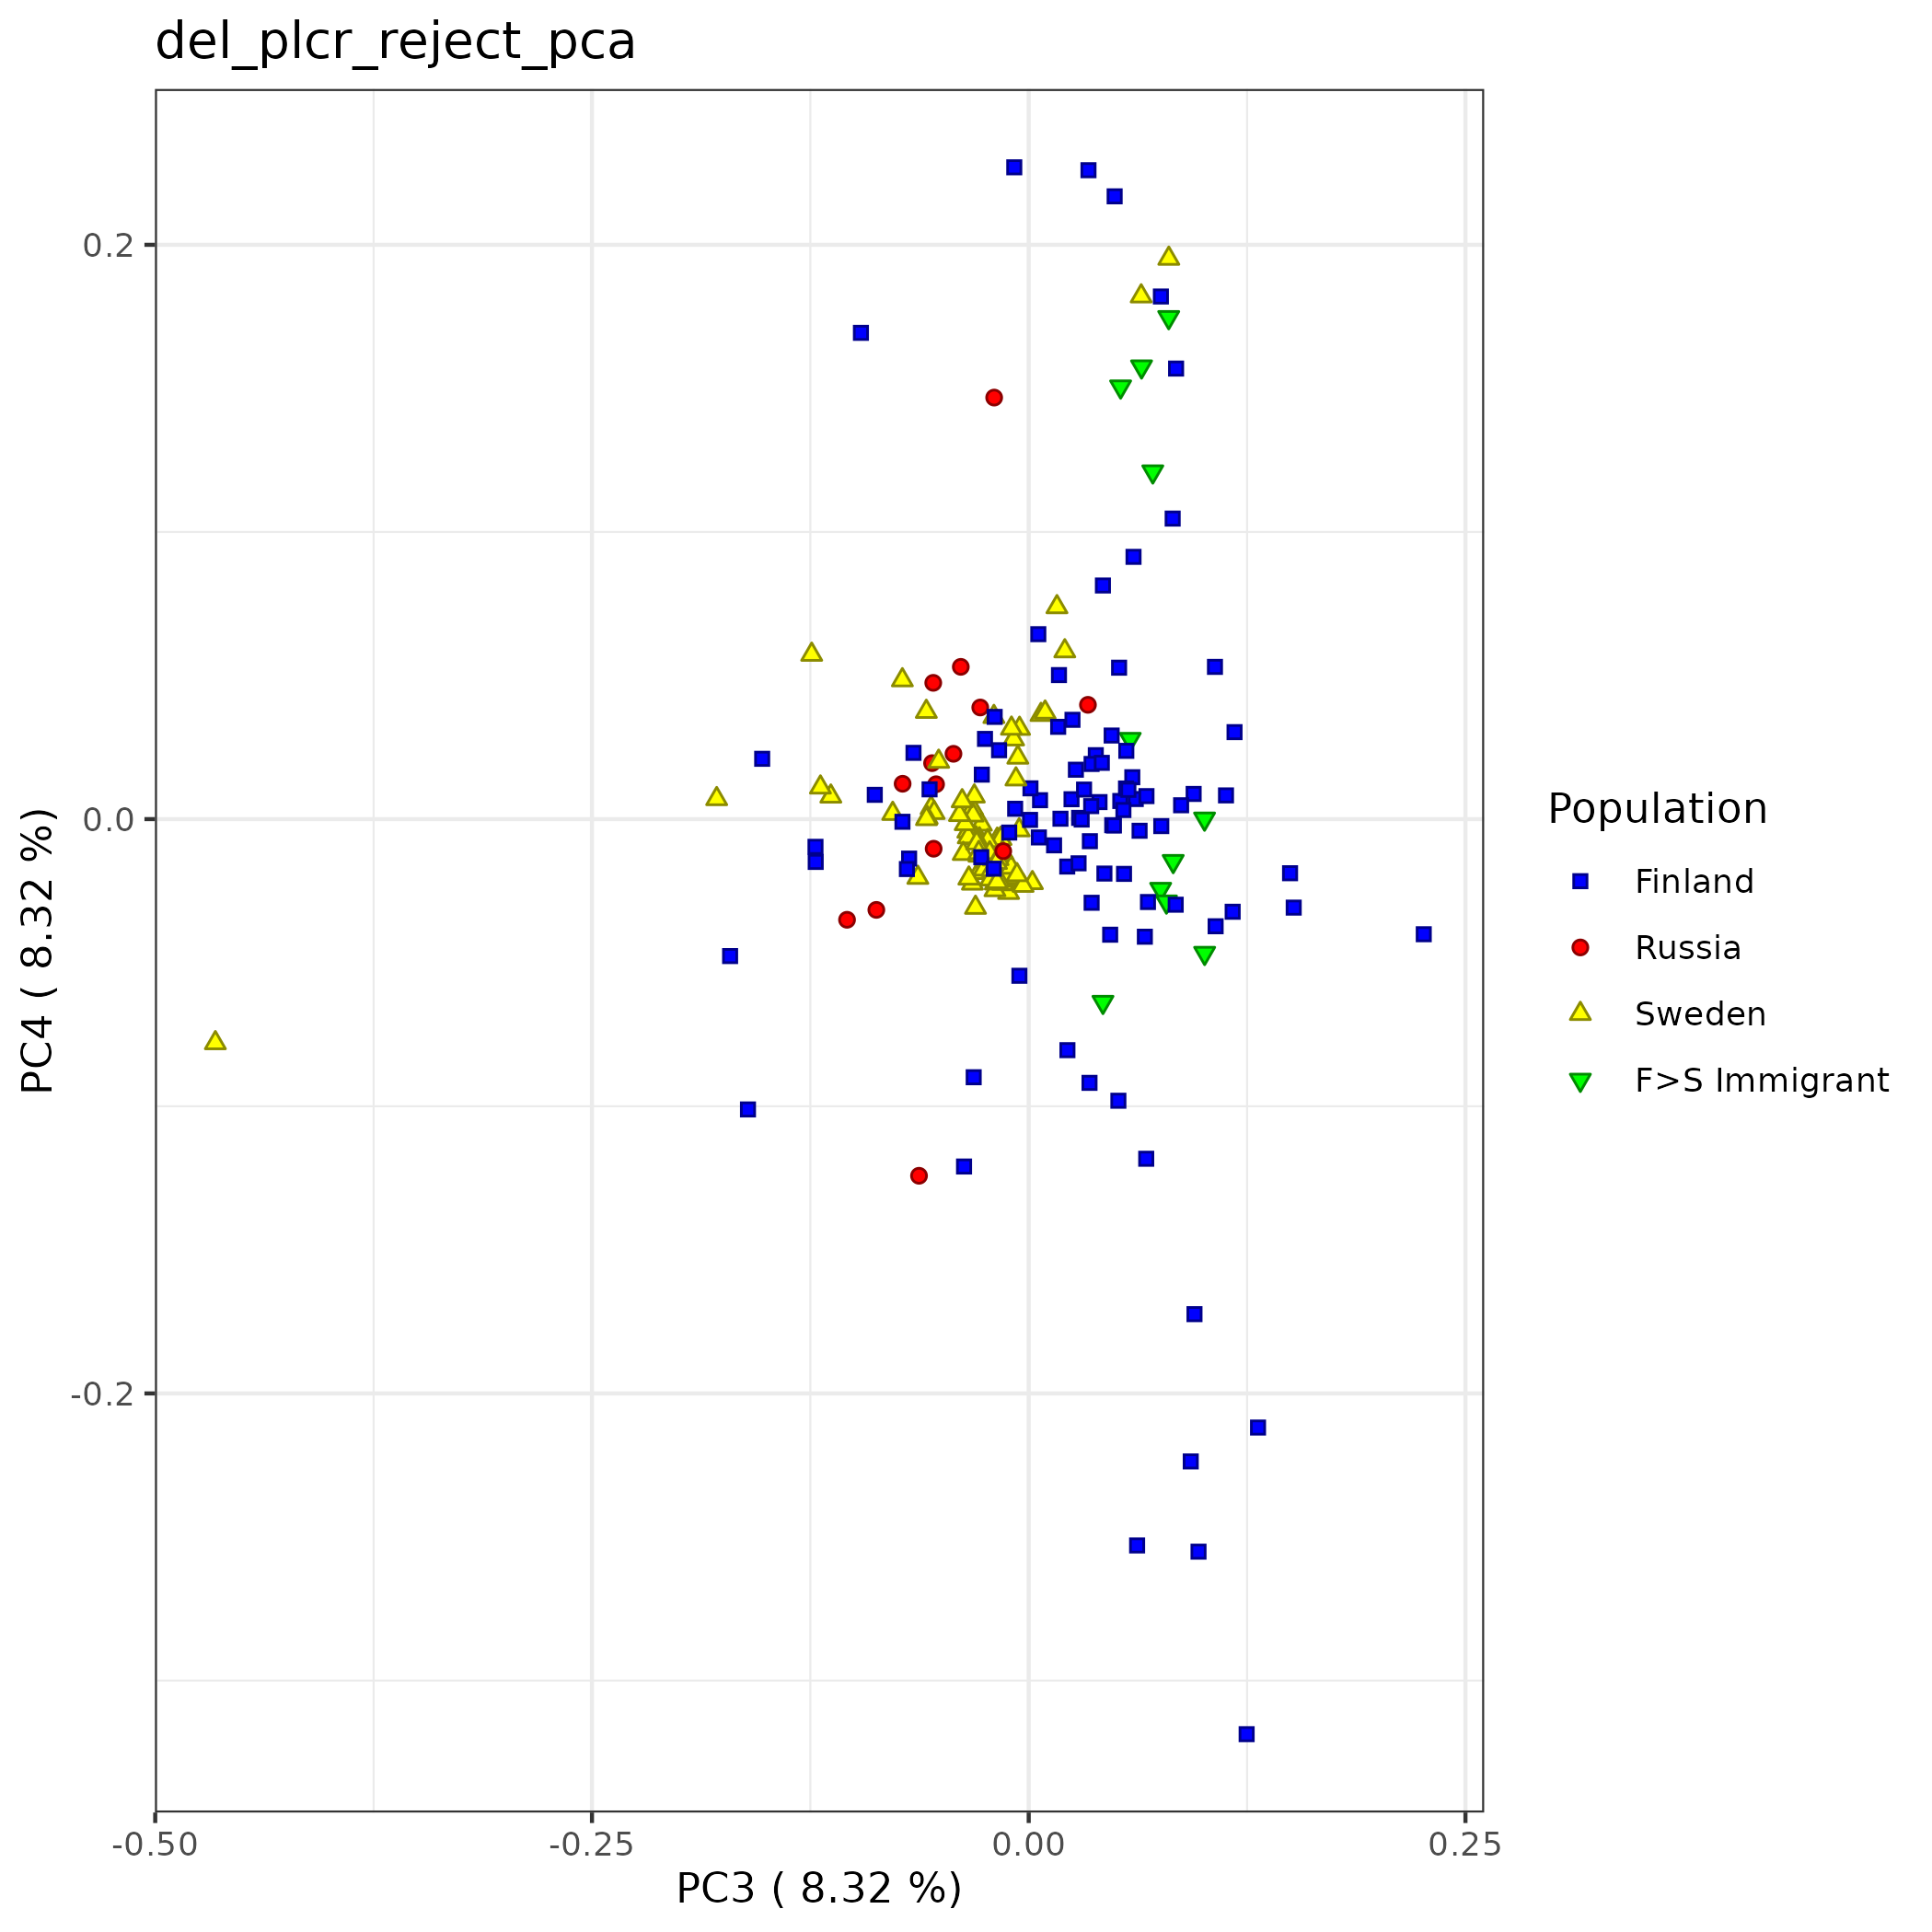 del_plcr_reject_pca
0.2
0.0
-0.2
PC4 ( 8.32 %)
-0.50
-0.25
0.00
0.25
PC3 ( 8.32 %)
Population
Finland
Russia
Sweden
F>S Immigrant